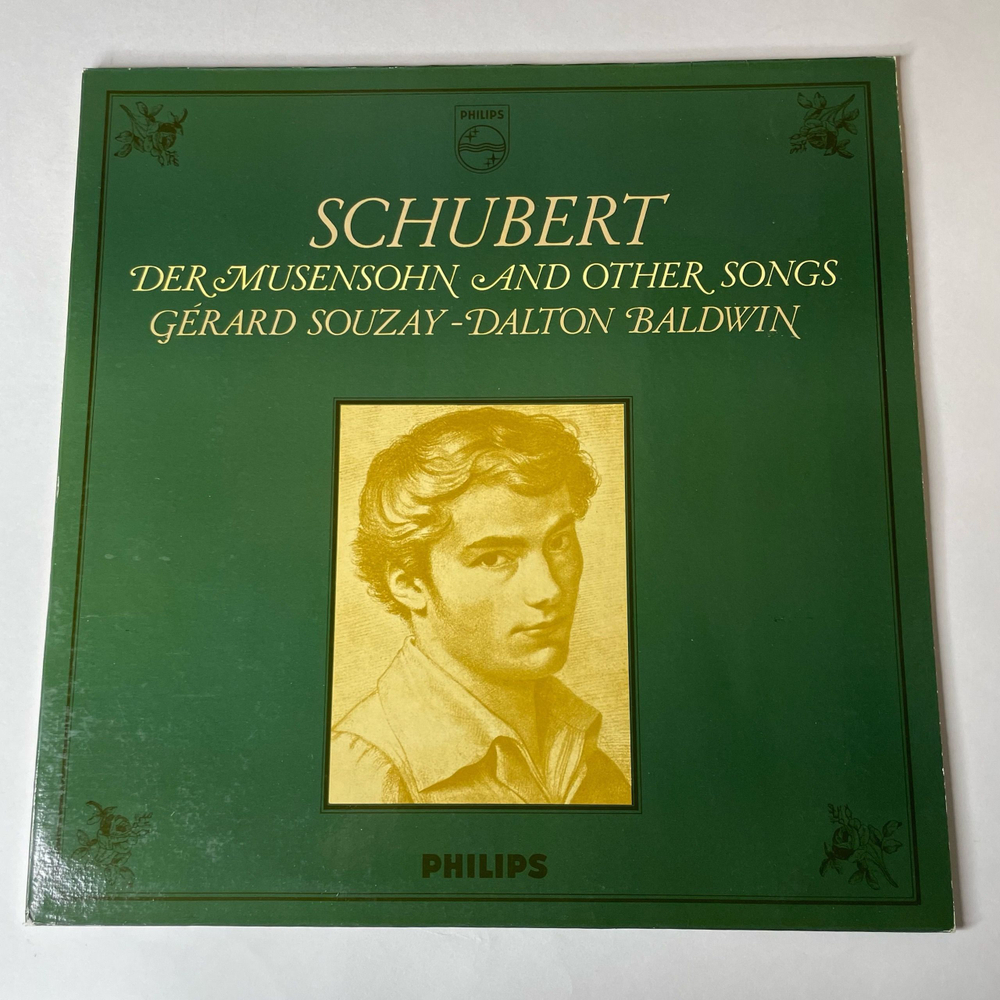 PHILIPS
SCHUBERT
DER MUSENSOHN AND OTHER SONGS
GÉRARD SOUZAY-DALTON BALDWIN
PHILIPS